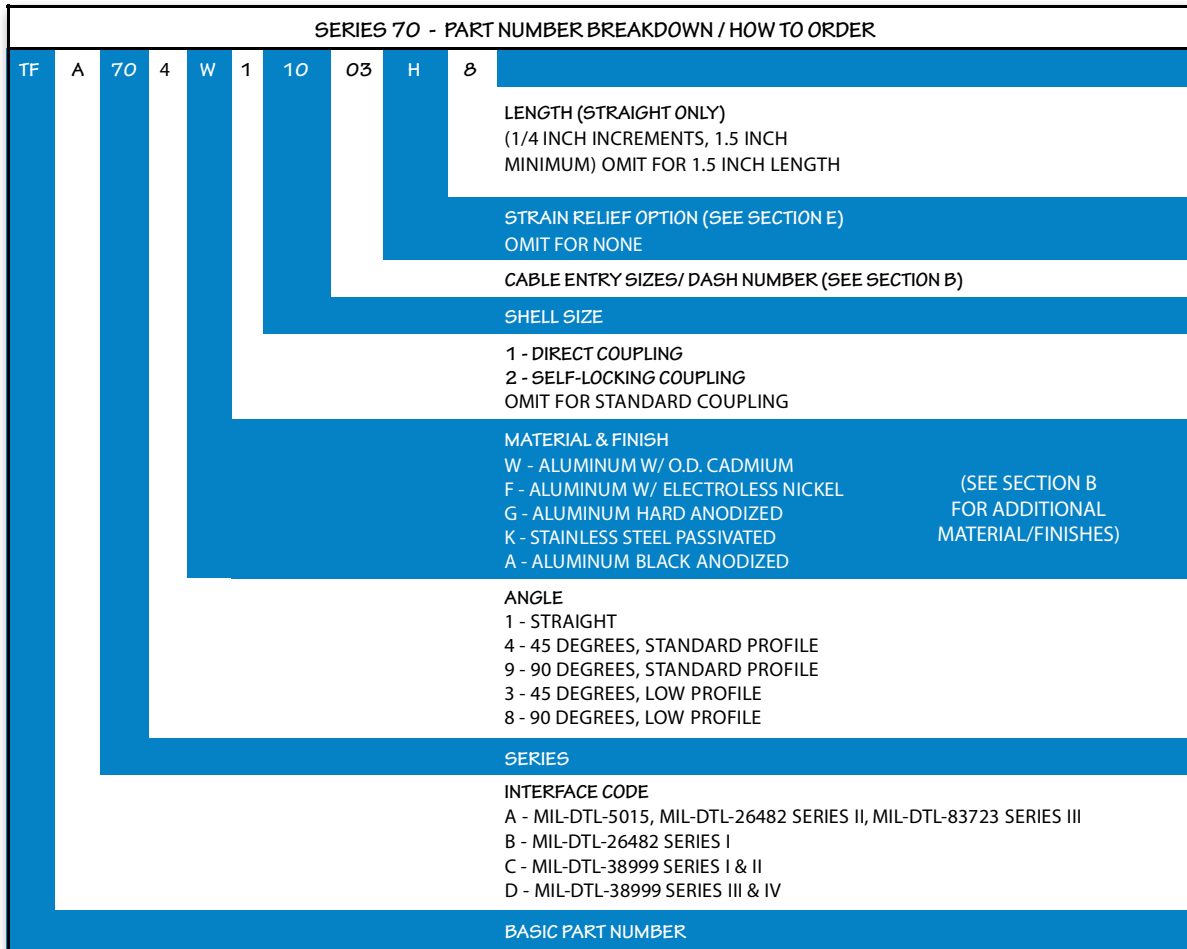 SERIES 70 - PART NUMBER BREAKDOWN / HOW TO ORDER
TF A 70 4 W 1 10 03 H 8
LENGTH (STRAIGHT ONLY)
(1/4 INCH INCREMENTS, 1.5 INCH
MINIMUM) OMIT FOR 1.5 INCH LENGTH
STRAIN RELIEF OPTION (SEE SECTION E)
OMIT FOR NONE
CABLE ENTRY SIZES/ DASH NUMBER (SEE SECTION B)
SHELL SIZE
1 - DIRECT COUPLING
2 - SELF-LOCKING COUPLING
OMIT FOR STANDARD COUPLING
MATERIAL & FINISH
W - ALUMINUM W/ O.D. CADMIUM
F - ALUMINUM W/ ELECTROLESS NICKEL
G - ALUMINUM HARD ANODIZED
K - STAINLESS STEEL PASSIVATED
A - ALUMINUM BLACK ANODIZED
(SEE SECTION B
FOR ADDITIONAL
MATERIAL/FINISHES)
ANGLE
1 - STRAIGHT
4 - 45 DEGREES, STANDARD PROFILE
9 - 90 DEGREES, STANDARD PROFILE
3 - 45 DEGREES, LOW PROFILE
8 - 90 DEGREES, LOW PROFILE
SERIES
INTERFACE CODE
A - MIL-DTL-5015, MIL-DTL-26482 SERIES II, MIL-DTL-83723 SERIES III
B - MIL-DTL-26482 SERIES I
C - MIL-DTL-38999 SERIES I & II
D - MIL-DTL-38999 SERIES III & IV
BASIC PART NUMBER